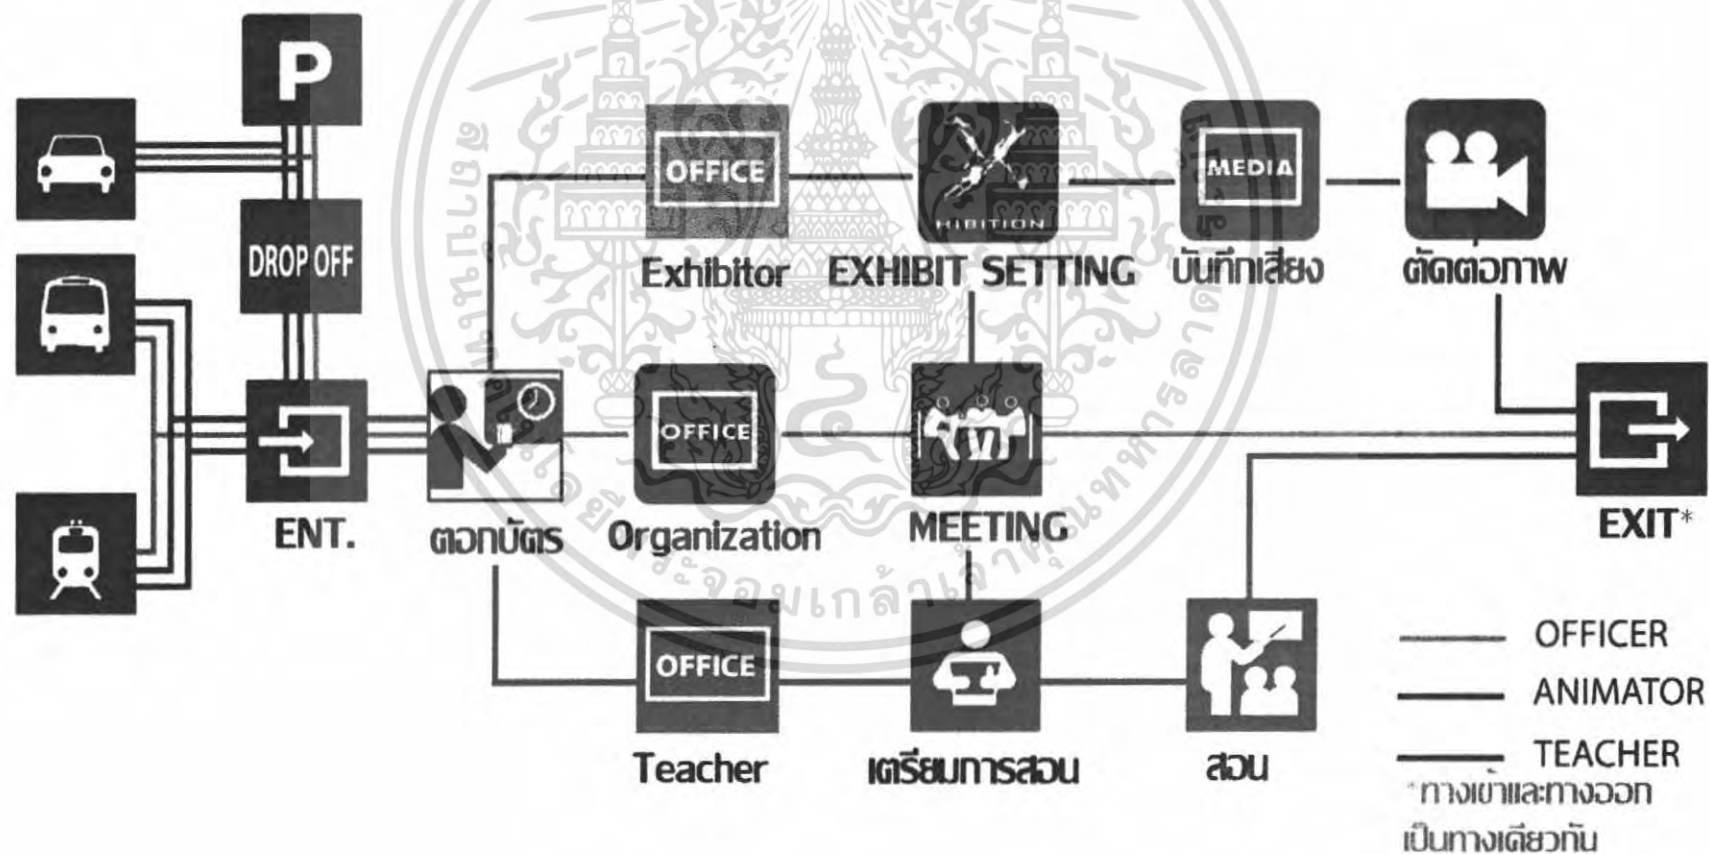 P
DROP OFF
OFFICE
HIBITION
MEDIA
Exhibitor
EXHIBIT SETTING
บันทึกเสียง
ตัดต่อภาพ
ENT.
ตอกบัตร
OFFICE
Organization
MEETING
EXIT*
OFFICE
Teacher
เตรียมการสอน
สอน
OFFICER
ANIMATOR
TEACHER
*ทางเข้าและทางออก
เป็นทางเดียวกัน